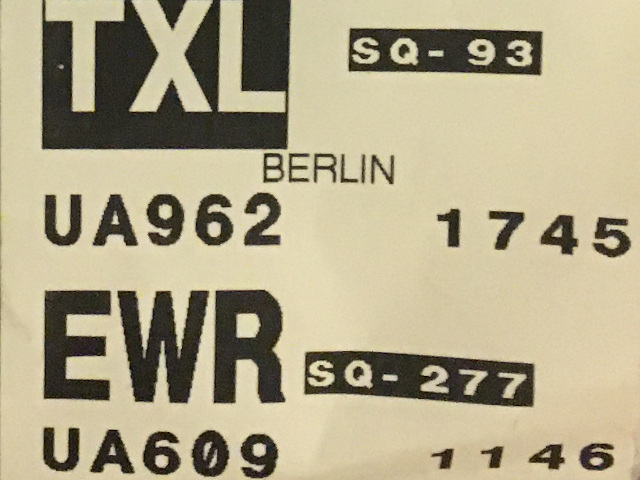 TXL SQ- 93
BERLIN
UA962 1745
EWR SQ- 277
UA609 1146